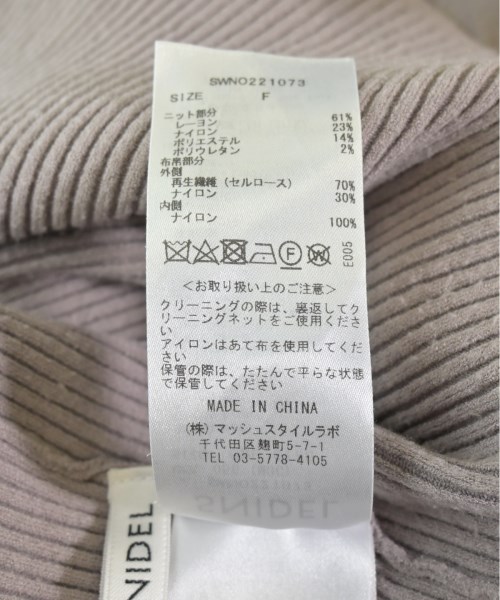 SWNO221073
SIZE F
ニット部分
レーヨン 61%
ナイロン 23%
ポリエステル 14%
ポリウレタン 2%
布帛部分
外側
再生繊維（セルロース） 70%
ナイロン 30%
内側
ナイロン 100%
F W E005
＜お取り扱い上のご注意＞
クリーニングの際は、裏返してク
リーニングネットをご使用くださ
い
アイロンはあて布を使用してくだ
さい
保管の際は、たたんで平らな状態
で保管してください
MADE IN CHINA
(株) マッシュスタイルラボ
千代田区麹町5-7-1
TEL 03-5778-4105
SWNO221073
SNIDEL
NIDEL